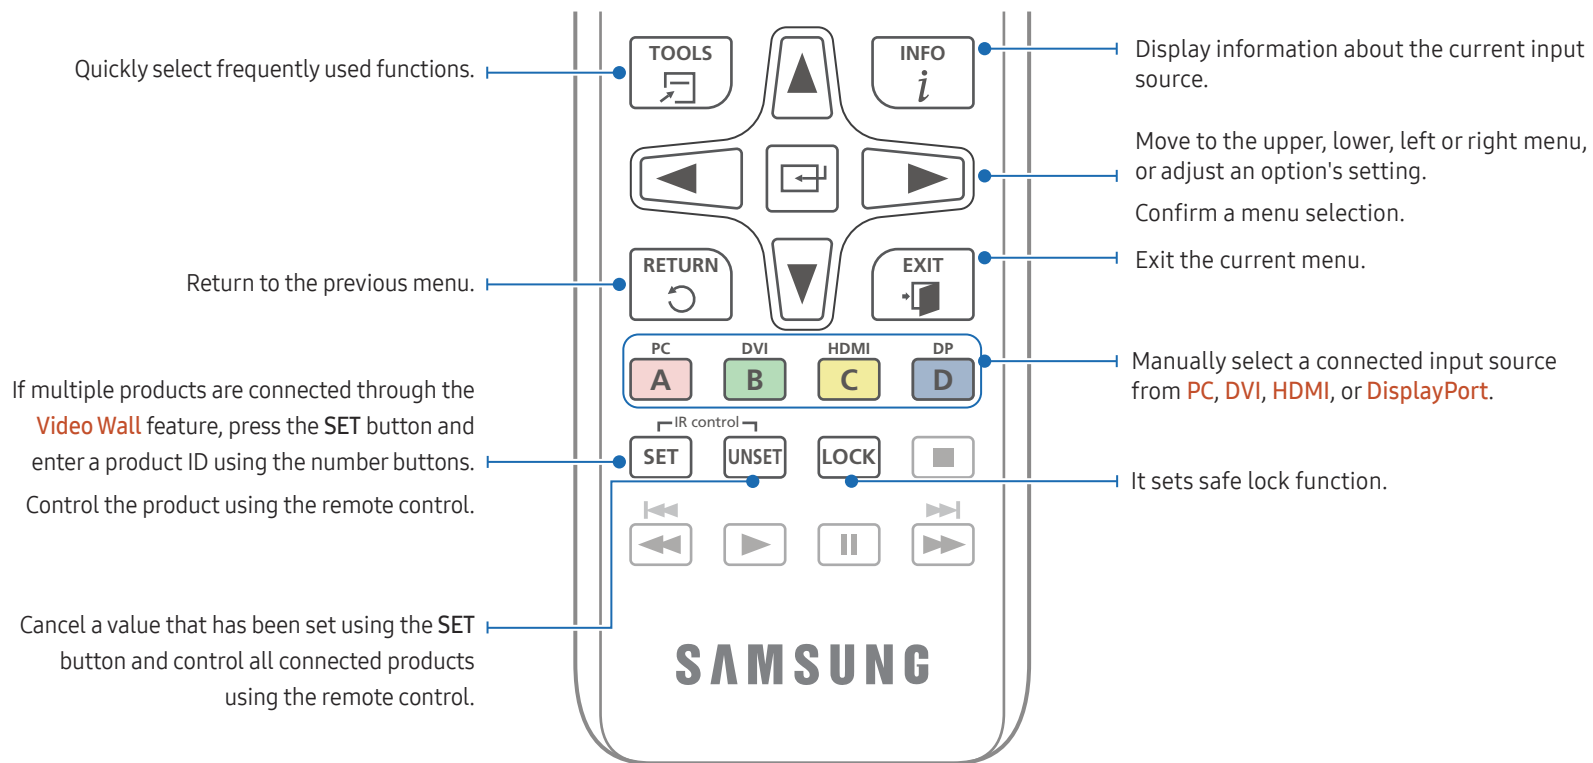 Quickly select frequently used functions.
Return to the previous menu.
If multiple products are connected through the
Video Wall feature, press the SET button and
enter a product ID using the number buttons.
Control the product using the remote control.
Cancel a value that has been set using the SET
button and control all connected products
using the remote control.
TOOLS
INFO
i
RETURN
EXIT
PC DVI HDMI DP
A B C D
IR control
SET UNSET LOCK
SAMSUNG
Display information about the current input
source.
Move to the upper, lower, left or right menu,
or adjust an option's setting.
Confirm a menu selection.
Exit the current menu.
Manually select a connected input source
from PC, DVI, HDMI, or DisplayPort.
It sets safe lock function.